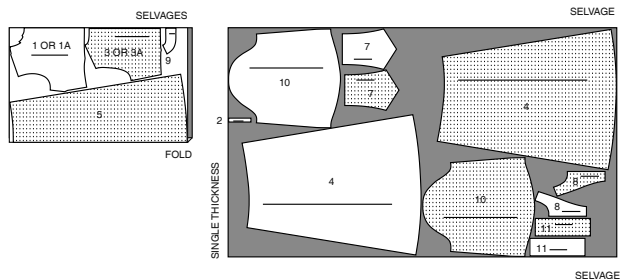 SELVAGES
1 OR 1A
3 OR 3A
9
5
FOLD
SELVAGE
10
7
7
4
2
4
10
8
8
11
11
SINGLE THICKNESS
SELVAGE